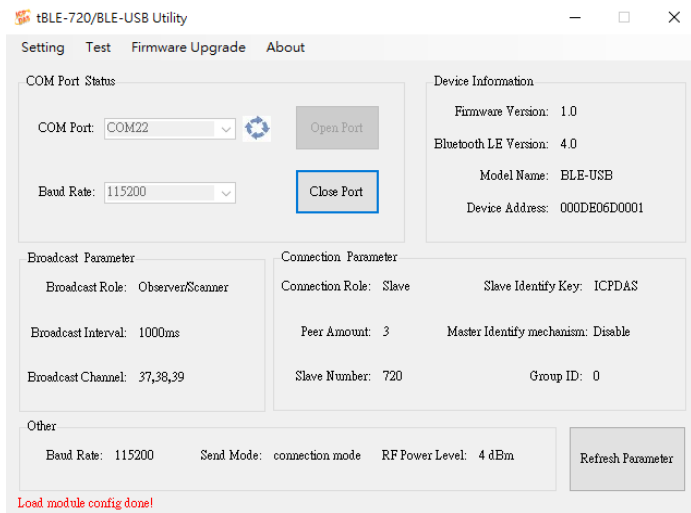 tBLE-720/BLE-USB Utility
Setting Test Firmware Upgrade About
COM Port Status
COM Port: COM22 Open Port
Baud Rate: 115200 Close Port
Device Information
Firmware Version: 1.0
Bluetooth LE Version: 4.0
Model Name: BLE-USB
Device Address: 000DE06D0001
Broadcast Parameter
Broadcast Role: Observer/Scanner
Broadcast Interval: 1000ms
Broadcast Channel: 37,38,39
Connection Parameter
Connection Role: Slave Slave Identify Key: ICPDAS
Peer Amount: 3 Master Identify mechanism: Disable
Slave Number: 720 Group ID: 0
Other
Baud Rate: 115200 Send Mode: connection mode RF Power Level: 4 dBm
Refresh Parameter
Load module config done!